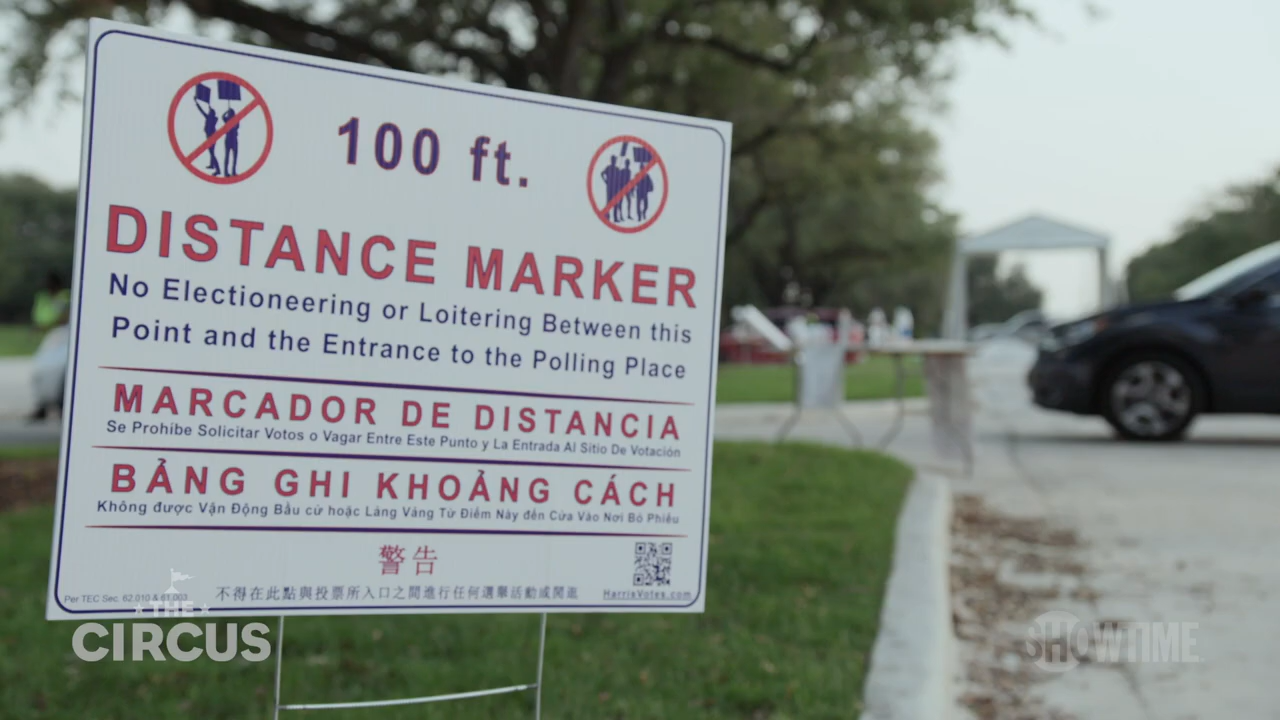 100 ft.
DISTANCE MARKER
No Electioneering or Loitering Between this
Point and the Entrance to the Polling Place
MARCADOR DE DISTANCIA
Se Prohíbe Solicitar Votos o Vagar Entre Este Punto y La Entrada Al Sitio De Votación
BẢNG GHI KHOẢNG CÁCH
Không được Vận Động Bầu cử hoặc Lảng Vảng Từ Điểm Này đến Cửa Vào Nơi Bỏ Phiếu
警告
不得在此點與投票所入口之間進行任何選舉活動或閒逛
Per TEC Sec. 62.010 & 61.003
HarrisVotes.com
THE
CIRCUS
SHOWTIME